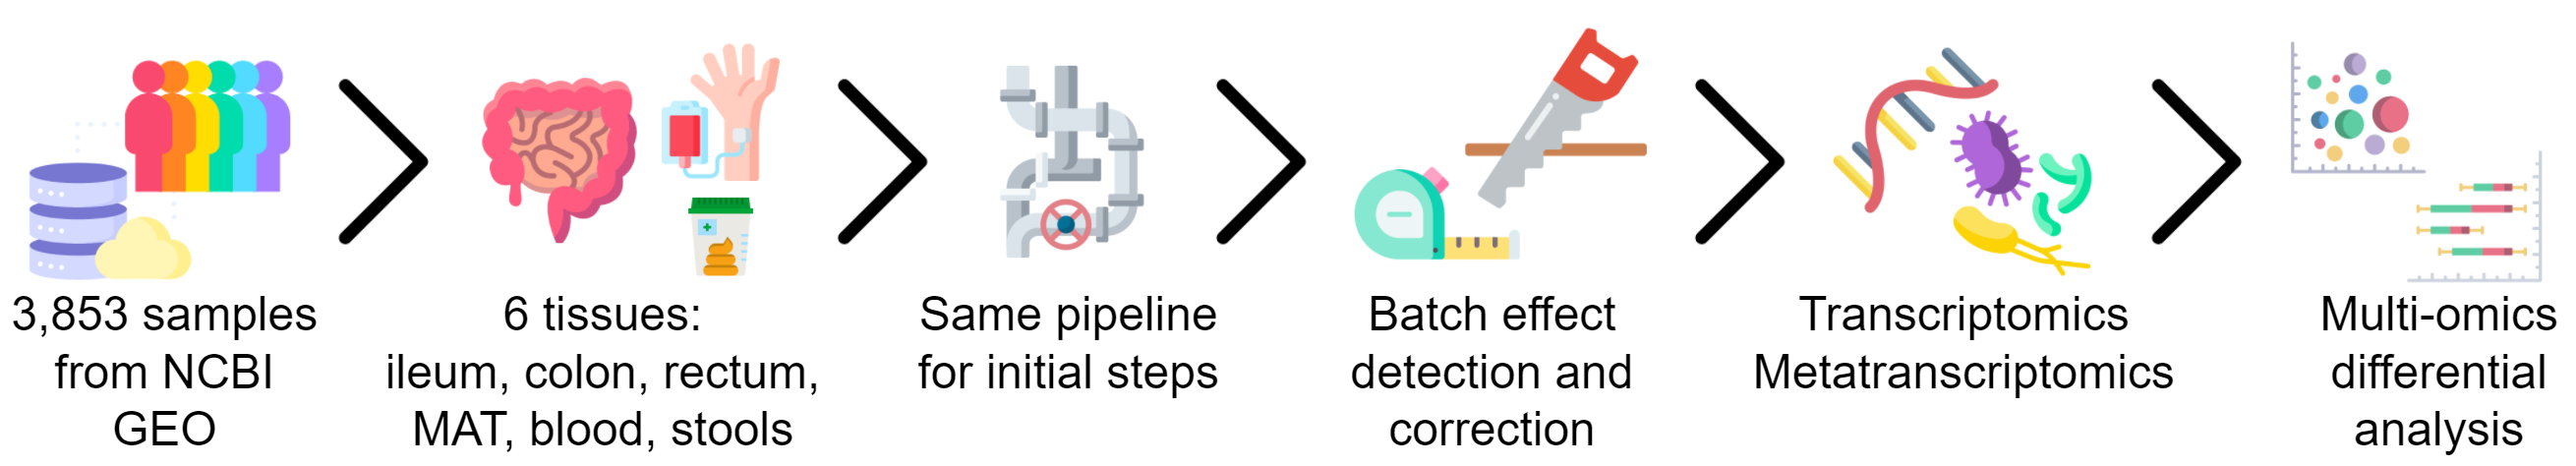 3,853 samples
from NCBI
GEO
6 tissues:
ileum, colon, rectum,
MAT, blood, stools
Same pipeline
for initial steps
Batch effect
detection and
correction
Transcriptomics
Metatranscriptomics
Multi-omics
differential
analysis